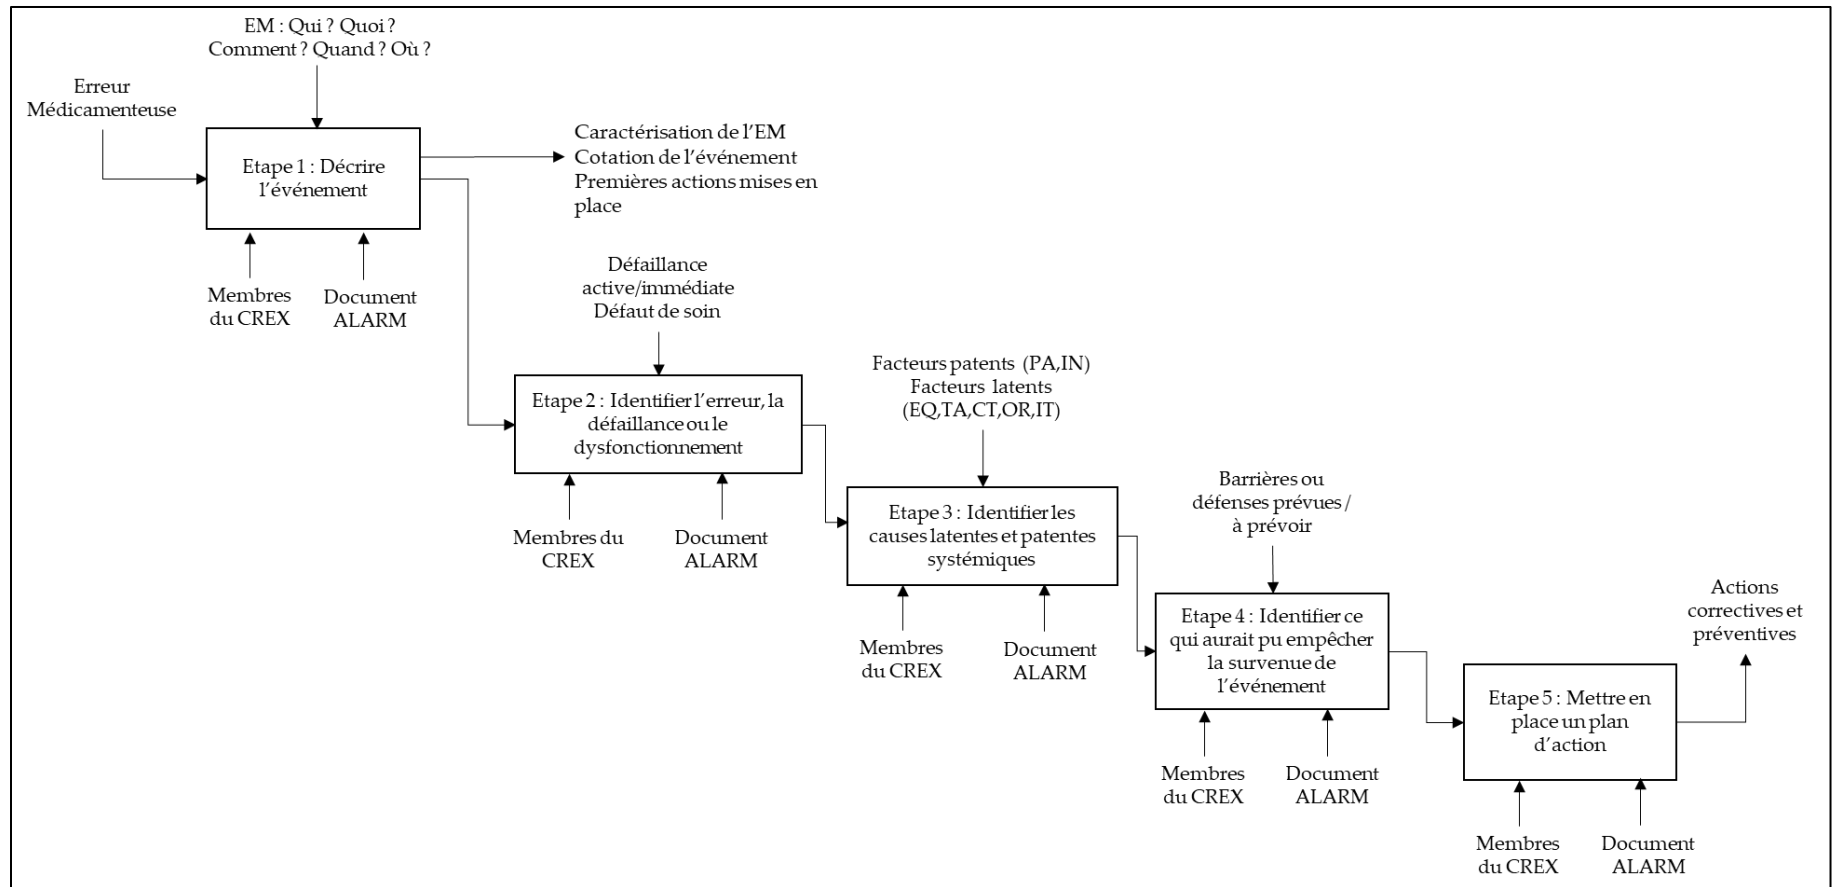 EM : Qui ? Quoi ?
Comment ? Quand ? Où ?
Erreur
Médicamenteuse
Etape 1 : Décrire
l’événement
Caractérisation de l’EM
Cotation de l’événement
Premières actions mises en
place
Membres
du CREX
Document
ALARM
Défaillance
active/immédiate
Défaut de soin
Etape 2 : Identifier l’erreur, la
défaillance ou le
dysfonctionnement
Membres du
CREX
Document
ALARM
Facteurs patents (PA,IN)
Facteurs latents
(EQ,TA,CT,OR,IT)
Etape 3 : Identifier les
causes latentes et patentes
systémiques
Membres
du CREX
Document
ALARM
Barrières ou
défenses prévues /
à prévoir
Etape 4 : Identifier ce
qui aurait pu empêcher
la survenue de
l’événement
Membres
du CREX
Document
ALARM
Actions
correctives et
préventives
Etape 5 : Mettre en
place un plan
d’action
Membres
du CREX
Document
ALARM